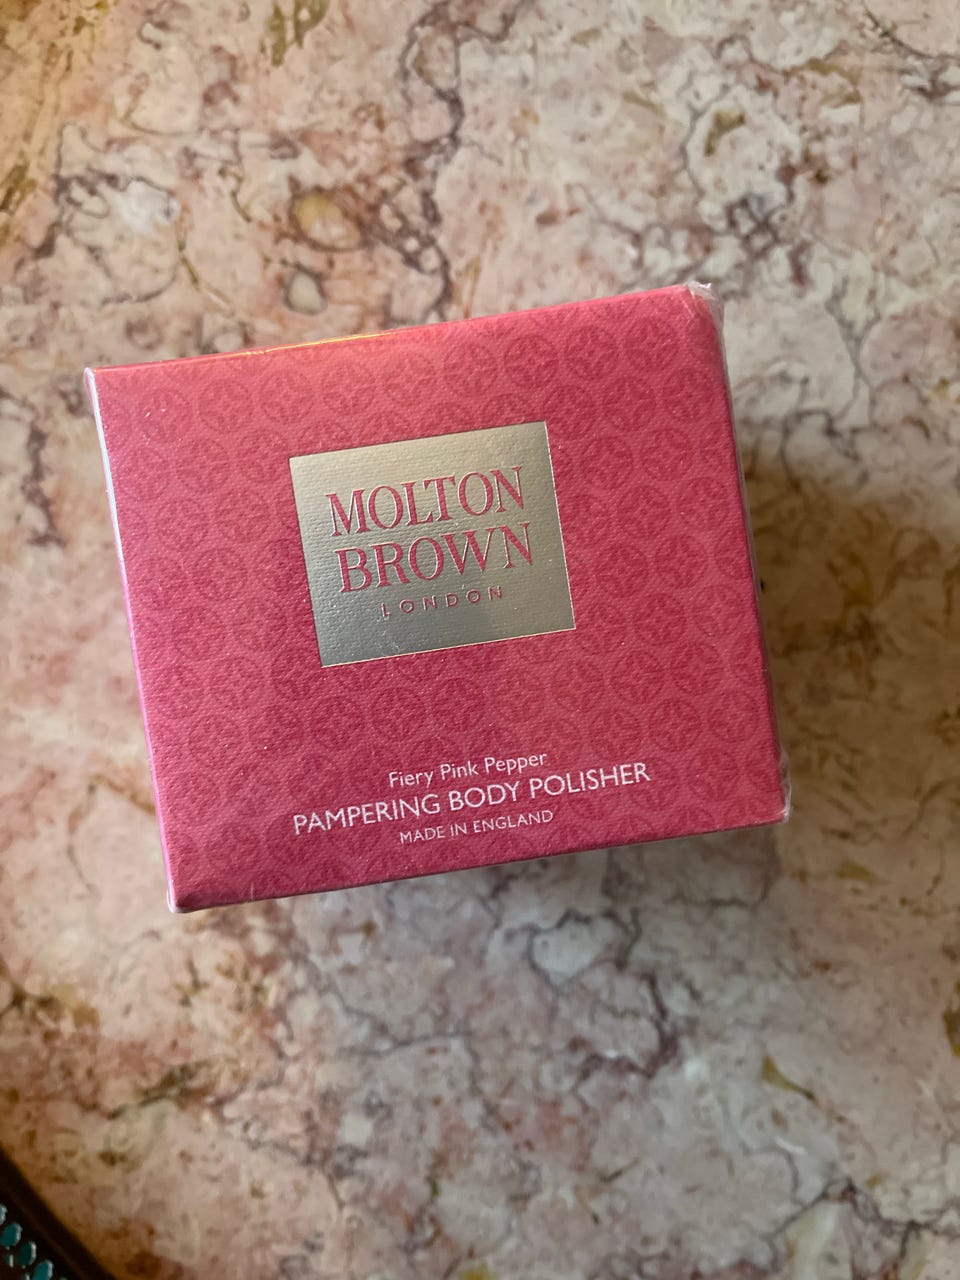 MOLTON
BROWN
LONDON
Fiery Pink Pepper
PAMPERING BODY POLISHER
MADE IN ENGLAND